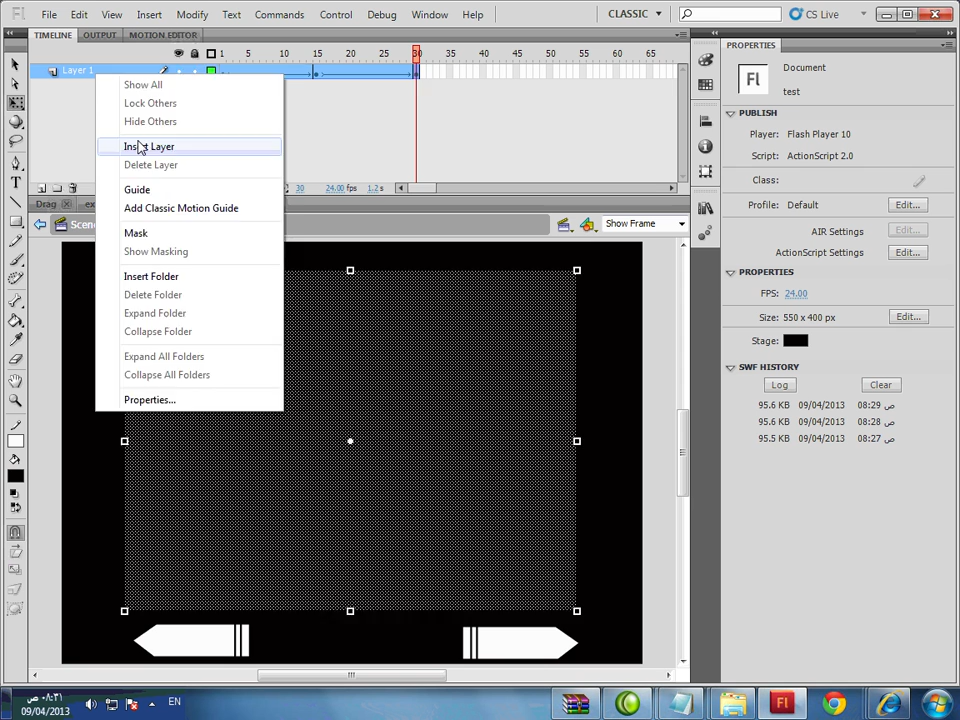 Fl File Edit View Insert Modify Text Commands Control Debug Window Help CLASSIC CS Live
TIMELINE OUTPUT MOTION EDITOR
1 5 10 15 20 25 30 35 40 45 50 55 60 65
Layer 1
30 24.00 fps 1.2 s
Drag
Scene
Show Frame
Show All
Lock Others
Hide Others
Insert Layer
Delete Layer
Guide
Add Classic Motion Guide
Mask
Show Masking
Insert Folder
Delete Folder
Expand Folder
Collapse Folder
Expand All Folders
Collapse All Folders
Properties...
PROPERTIES
Fl Document
test
PUBLISH
Player: Flash Player 10
Script: ActionScript 2.0
Class:
Profile: Default Edit...
AIR Settings Edit...
ActionScript Settings Edit...
PROPERTIES
FPS: 24.00
Size: 550 x 400 px Edit...
Stage:
SWF HISTORY
Log Clear
95.6 KB 09/04/2013 08:29 ص
95.6 KB 09/04/2013 08:28 ص
95.5 KB 09/04/2013 08:27 ص
٠٨:٣١ ص
09/04/2013
EN
Fl